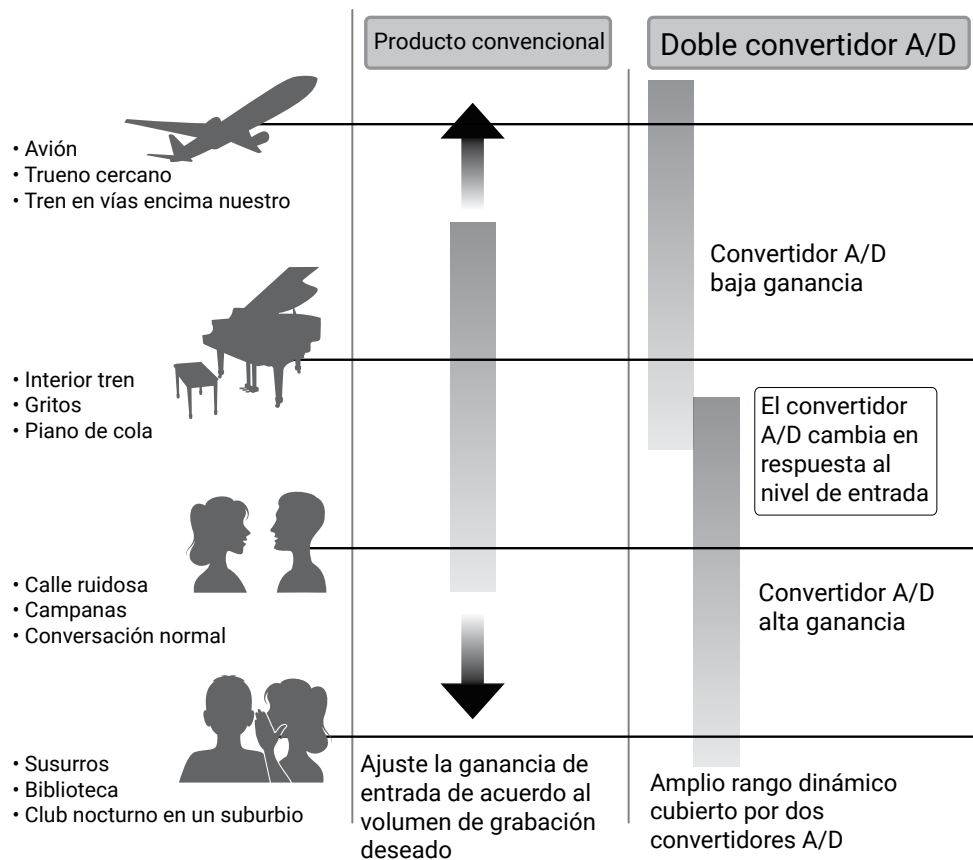 Producto convencional
Doble convertidor A/D
• Avión
• Trueno cercano
• Tren en vías encima nuestro
Convertidor A/D
baja ganancia
• Interior tren
• Gritos
• Piano de cola
El convertidor
A/D cambia en
respuesta al
nivel de entrada
• Calle ruidosa
• Campanas
• Conversación normal
Convertidor A/D
alta ganancia
• Susurros
• Biblioteca
• Club nocturno en un suburbio
Ajuste la ganancia de
entrada de acuerdo al
volumen de grabación
deseado
Amplio rango dinámico
cubierto por dos
convertidores A/D